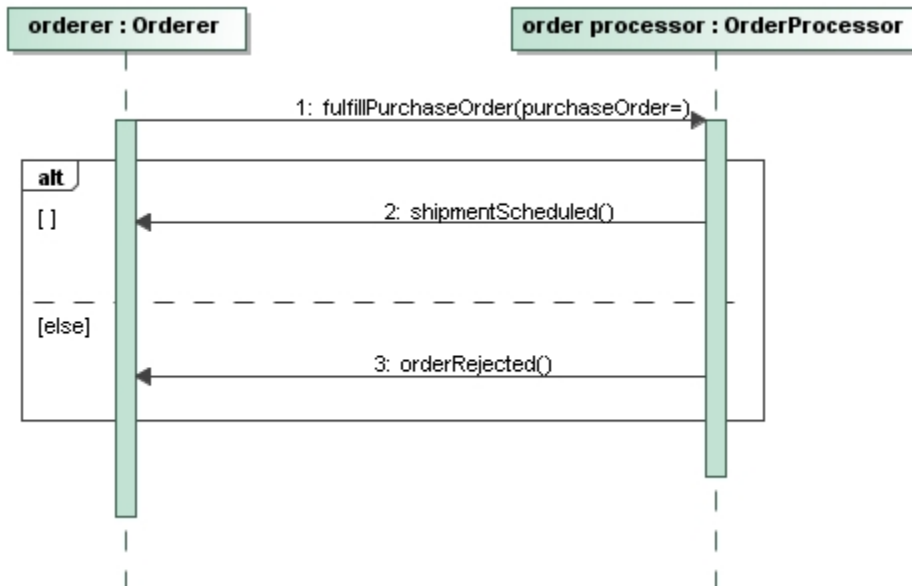 orderer : Orderer
order processor : OrderProcessor
1: fulfillPurchaseOrder(purchaseOrder=)
alt
[ ]
2: shipmentScheduled()
[else]
3: orderRejected()